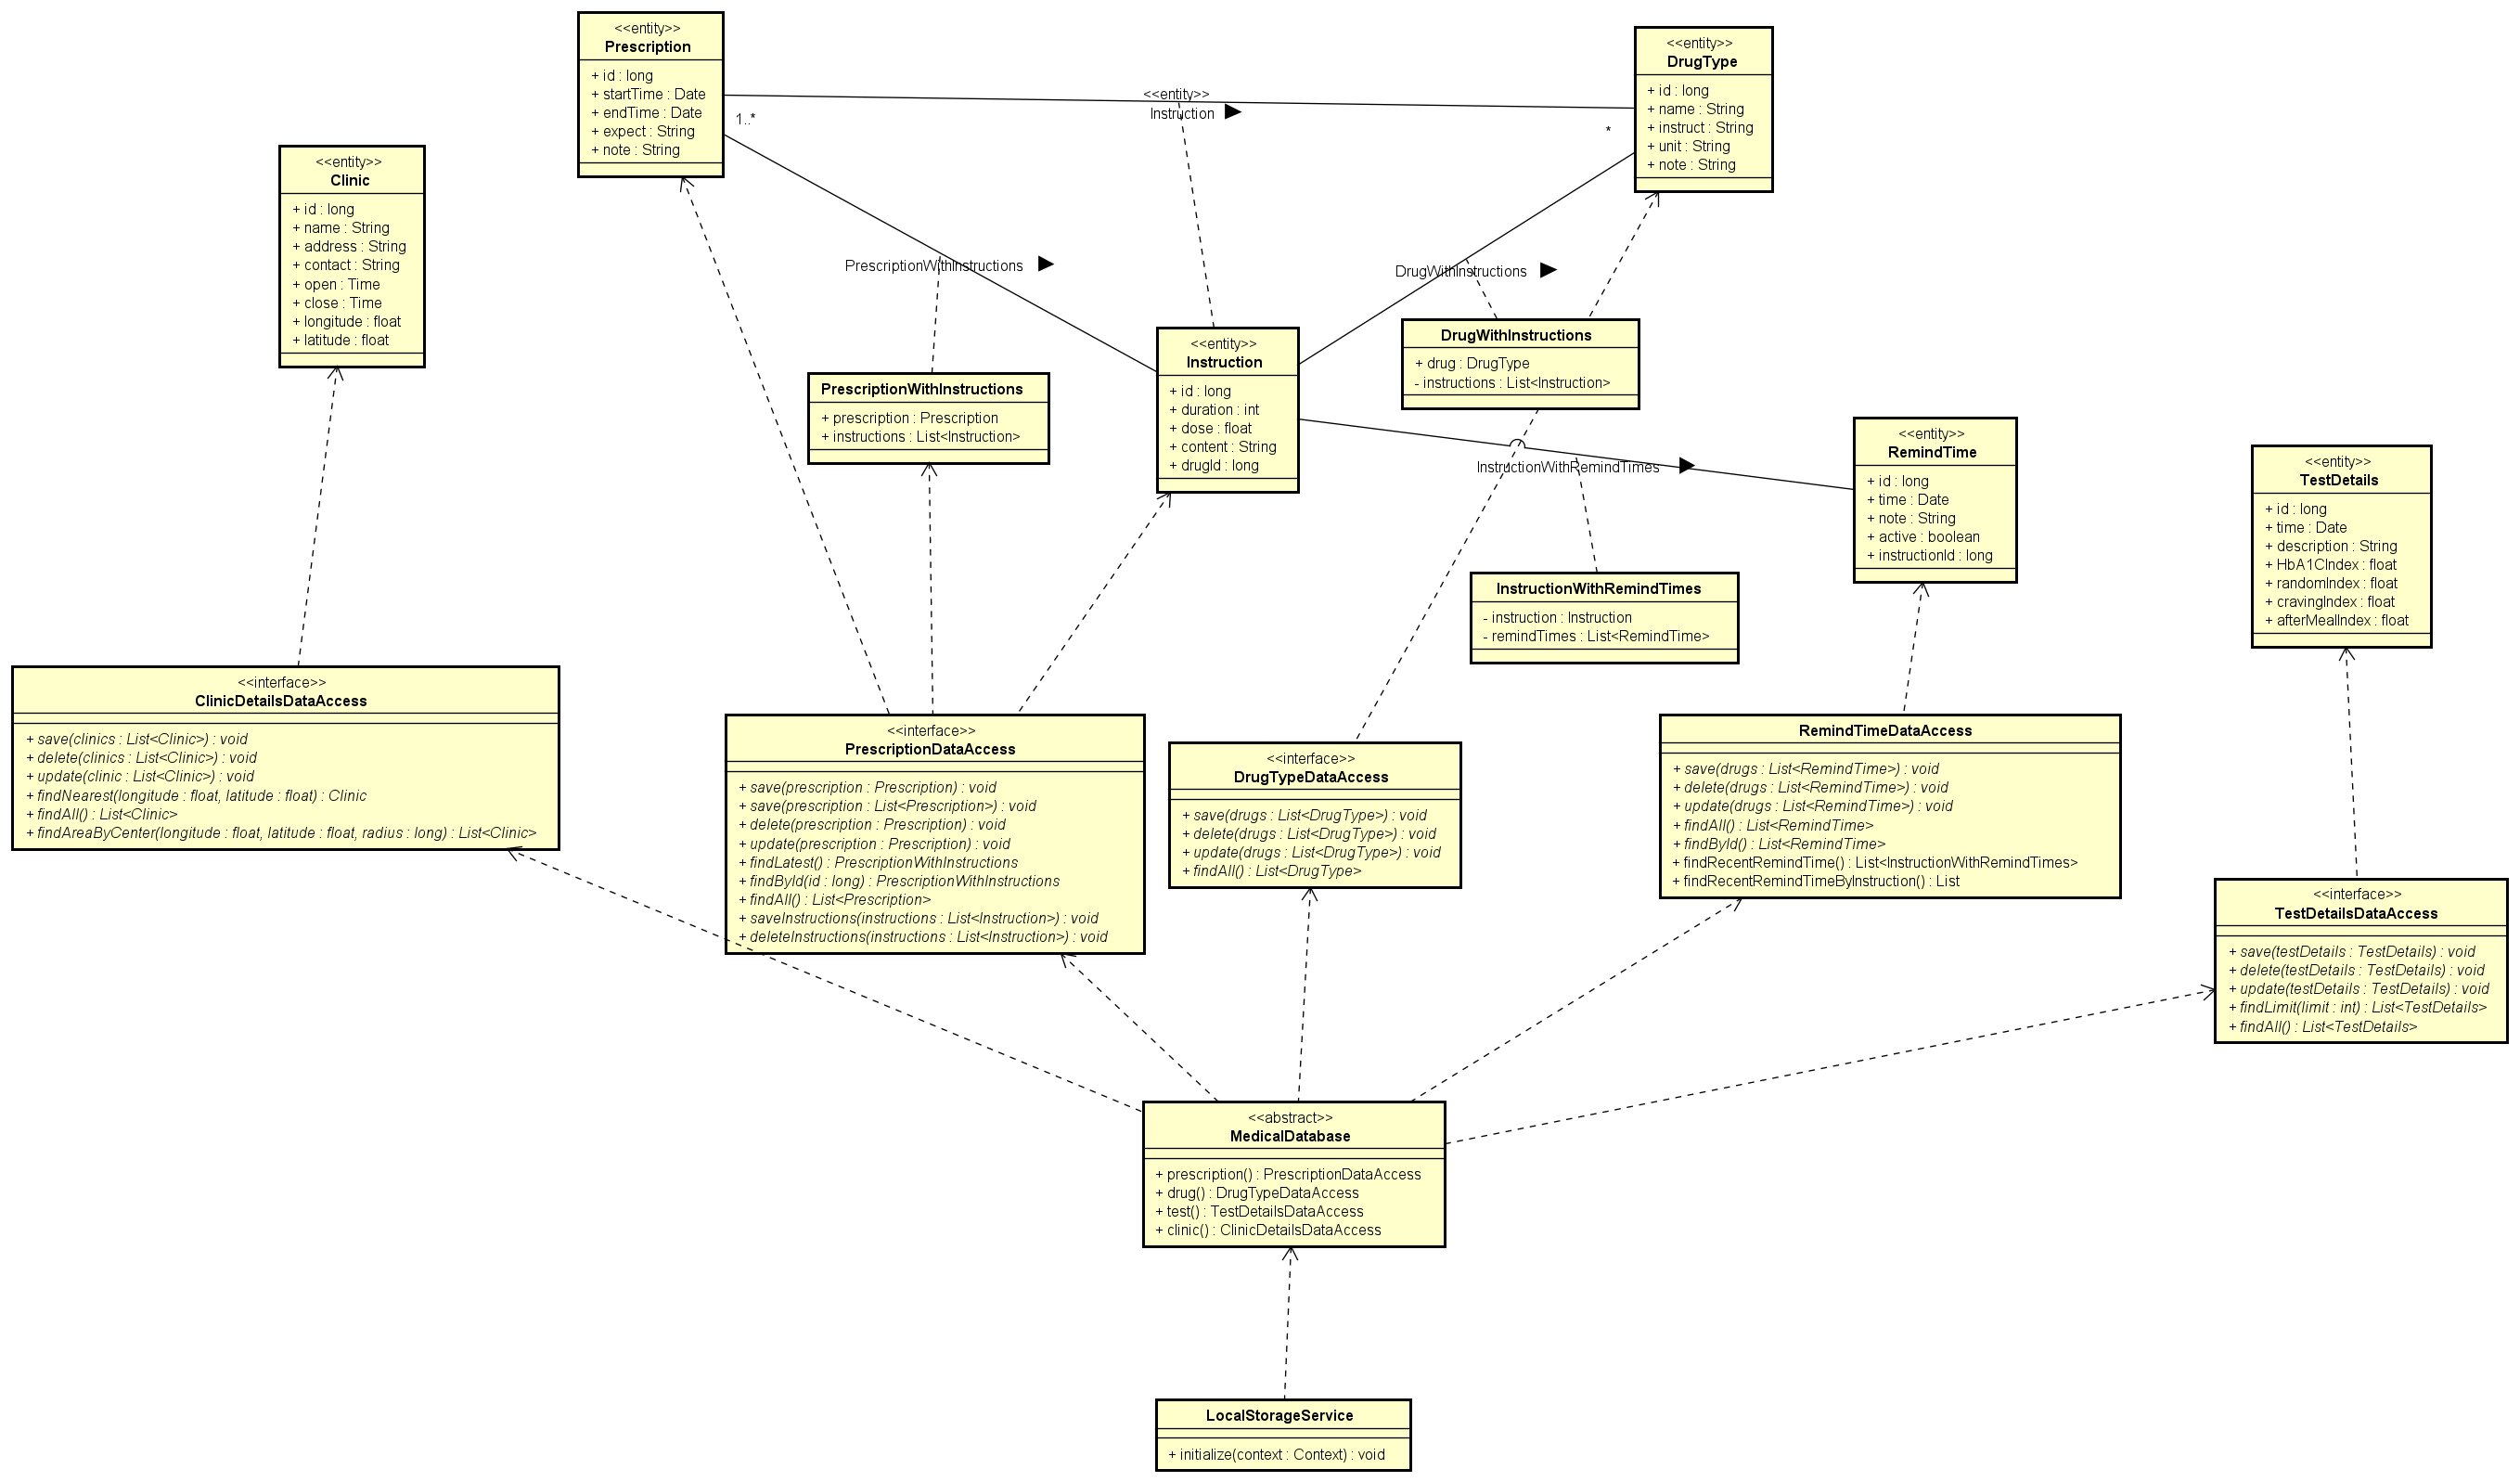 <<entity>>
Prescription
+ id : long
+ startTime : Date
+ endTime : Date
+ expect : String
+ note : String
<<entity>>
DrugType
+ id : long
+ name : String
+ instruct : String
+ unit : String
+ note : String
<<entity>>
Instruction
1..*
*
<<entity>>
Clinic
+ id : long
+ name : String
+ address : String
+ contact : String
+ open : Time
+ close : Time
+ longitude : float
+ latitude : float
PrescriptionWithInstructions
DrugWithInstructions
<<entity>>
Instruction
+ id : long
+ duration : int
+ dose : float
+ content : String
+ drugId : long
DrugWithInstructions
+ drug : DrugType
- instructions : List<Instruction>
PrescriptionWithInstructions
+ prescription : Prescription
+ instructions : List<Instruction>
InstructionWithRemindTimes
<<entity>>
RemindTime
+ id : long
+ time : Date
+ note : String
+ active : boolean
+ instructionId : long
<<entity>>
TestDetails
+ id : long
+ time : Date
+ description : String
+ HbA1CIndex : float
+ randomIndex : float
+ cravingIndex : float
+ afterMealIndex : float
InstructionWithRemindTimes
- instruction : Instruction
- remindTimes : List<RemindTime>
<<interface>>
ClinicDetailsDataAccess
+ save(clinics : List<Clinic>) : void
+ delete(clinics : List<Clinic>) : void
+ update(clinic : List<Clinic>) : void
+ findNearest(longitude : float, latitude : float) : Clinic
+ findAll() : List<Clinic>
+ findAreaByCenter(longitude : float, latitude : float, radius : long) : List<Clinic>
<<interface>>
PrescriptionDataAccess
+ save(prescription : Prescription) : void
+ save(prescription : List<Prescription>) : void
+ delete(prescription : Prescription) : void
+ update(prescription : Prescription) : void
+ findLatest() : PrescriptionWithInstructions
+ findById(id : long) : PrescriptionWithInstructions
+ findAll() : List<Prescription>
+ saveInstructions(instructions : List<Instruction>) : void
+ deleteInstructions(instructions : List<Instruction>) : void
<<interface>>
DrugTypeDataAccess
+ save(drugs : List<DrugType>) : void
+ delete(drugs : List<DrugType>) : void
+ update(drugs : List<DrugType>) : void
+ findAll() : List<DrugType>
RemindTimeDataAccess
+ save(drugs : List<RemindTime>) : void
+ delete(drugs : List<RemindTime>) : void
+ update(drugs : List<RemindTime>) : void
+ findAll() : List<RemindTime>
+ findById() : List<RemindTime>
+ findRecentRemindTime() : List<InstructionWithRemindTimes>
+ findRecentRemindTimeByInstruction() : List
<<interface>>
TestDetailsDataAccess
+ save(testDetails : TestDetails) : void
+ delete(testDetails : TestDetails) : void
+ update(testDetails : TestDetails) : void
+ findLimit(limit : int) : List<TestDetails>
+ findAll() : List<TestDetails>
<<abstract>>
MedicalDatabase
+ prescription() : PrescriptionDataAccess
+ drug() : DrugTypeDataAccess
+ test() : TestDetailsDataAccess
+ clinic() : ClinicDetailsDataAccess
LocalStorageService
+ initialize(context : Context) : void